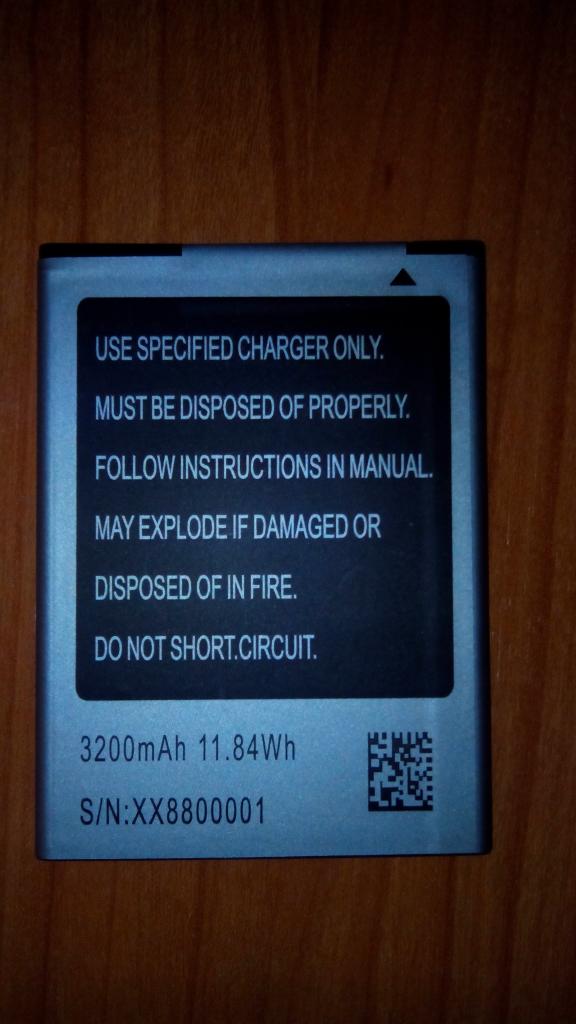 USE SPECIFIED CHARGER ONLY.
MUST BE DISPOSED OF PROPERLY.
FOLLOW INSTRUCTIONS IN MANUAL.
MAY EXPLODE IF DAMAGED OR
DISPOSED OF IN FIRE.
DO NOT SHORT.CIRCUIT.
3200mAh 11.84Wh
S/N:XX8800001